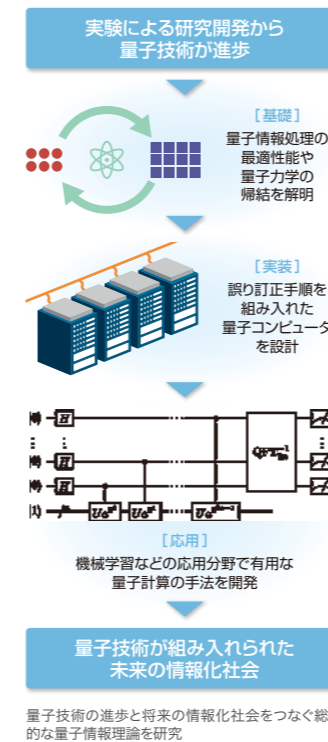 実験による研究開発から
量子技術が進歩
[基礎]
量子情報処理の
最適性能や
量子力学の
帰結を解明
[実装]
誤り訂正手順を
組み入れた
量子コンピュータ
を設計
H
H
H
[応用]
機械学習などの応用分野で有用な
量子計算の手法を開発
量子技術が組み入れられた
未来の情報化社会
量子技術の進歩と将来の情報化社会をつなぐ総
的な量子情報理論を研究